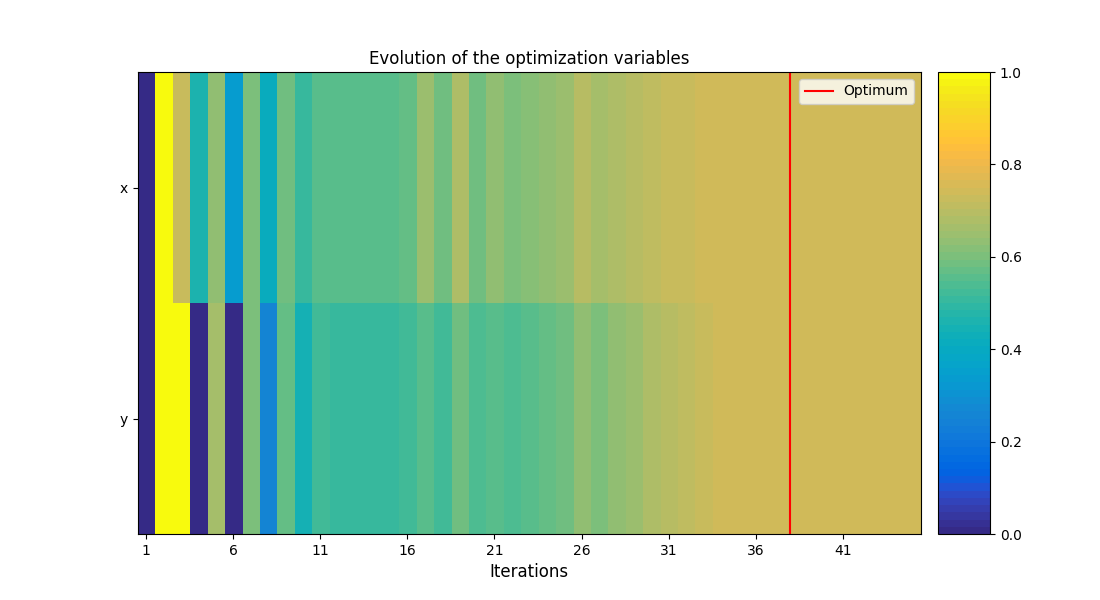 Evolution of the optimization variables
Optimum
x
y
1 6 11 16 21 26 31 36 41
Iterations
1.0
0.8
0.6
0.4
0.2
0.0